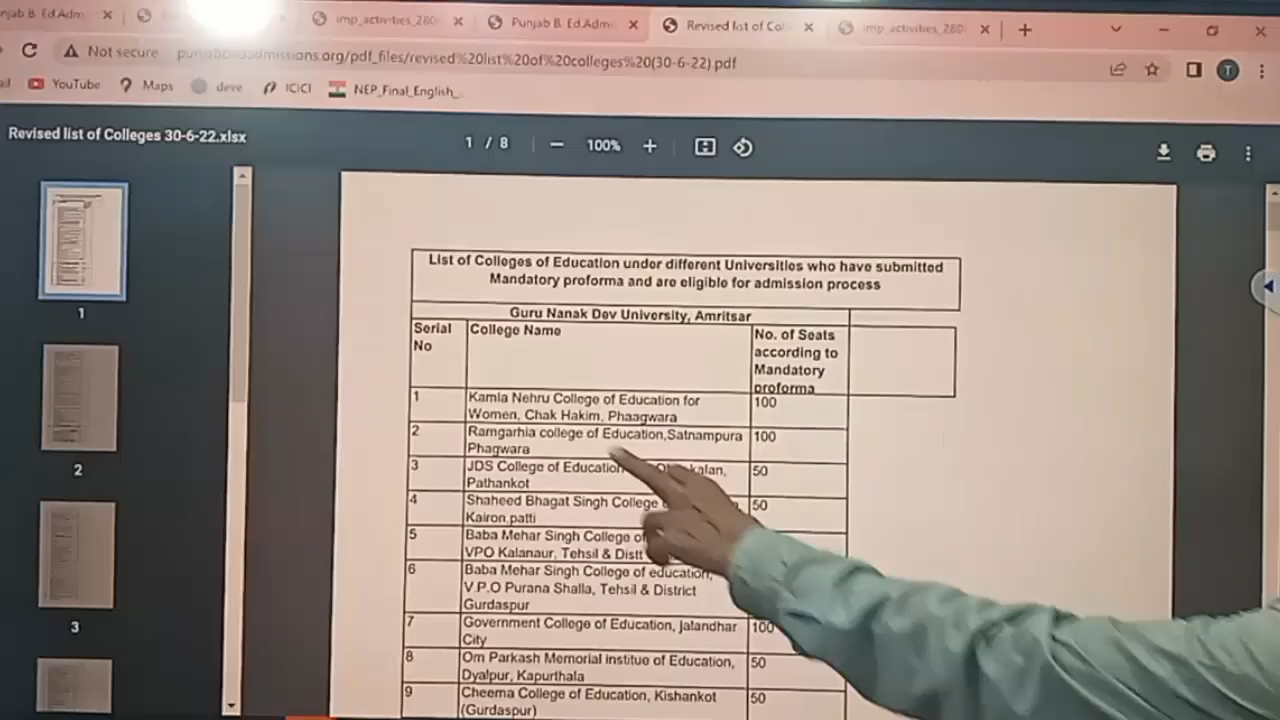 njab B. Ed.Adm
imp_activities_280
Punjab B. Ed.Adm
Revised list of Col
imp_activities_280
Not secure
punjabbedadmissions.org/pdf_files/revised%20list%20of%20colleges%20(30-6-22).pdf
T
ail
YouTube
Maps
deve
ICICI
NEP_Final_English_
Revised list of Colleges 30-6-22.xlsx
1 / 8
100%
1
2
3
List of Colleges of Education under different Universities who have submitted
Mandatory proforma and are eligible for admission process
Guru Nanak Dev University, Amritsar
Serial
No
College Name
No. of Seats
according to
Mandatory
proforma
1
Kamla Nehru College of Education for
Women, Chak Hakim, Phaagwara
100
2
Ramgarhia college of Education,Satnampura
Phagwara
100
3
JDS College of Education
kalan,
Pathankot
50
4
Shaheed Bhagat Singh College
Kairon,patti
50
5
Baba Mehar Singh College of
VPO Kalanaur, Tehsil & Distt
6
Baba Mehar Singh College of education,
V.P.O Purana Shalla, Tehsil & District
Gurdaspur
7
Government College of Education, Jalandhar
City
100
8
Om Parkash Memorial institue of Education,
Dyalpur, Kapurthala
50
9
Cheema College of Education, Kishankot
(Gurdaspur)
50